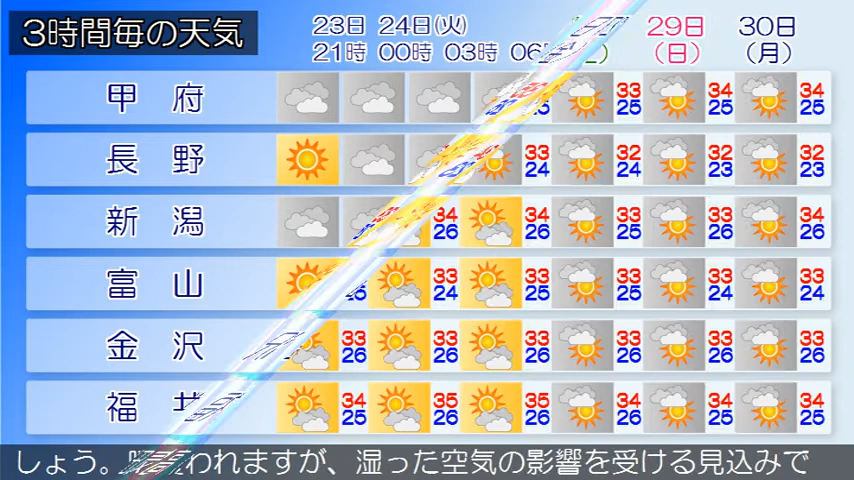 3時間毎の天気
23日 24日(火) 29日 30日
21時 00時 03時 06 (日) (月)
甲府 33 34 34
25 25 25
長野 33 32 32 32
24 24 23 23
新潟 34 34 33 33 34
26 25 25 26 26
富山 33 33 33 33 33
24 25 25 24 24
金沢 33 33 33 33 33 33
26 26 26 26 26 26
福井 34 35 35 34 34 34
25 26 26 26 25 25
しょう。われますが、湿った空気の影響を受ける見込みで